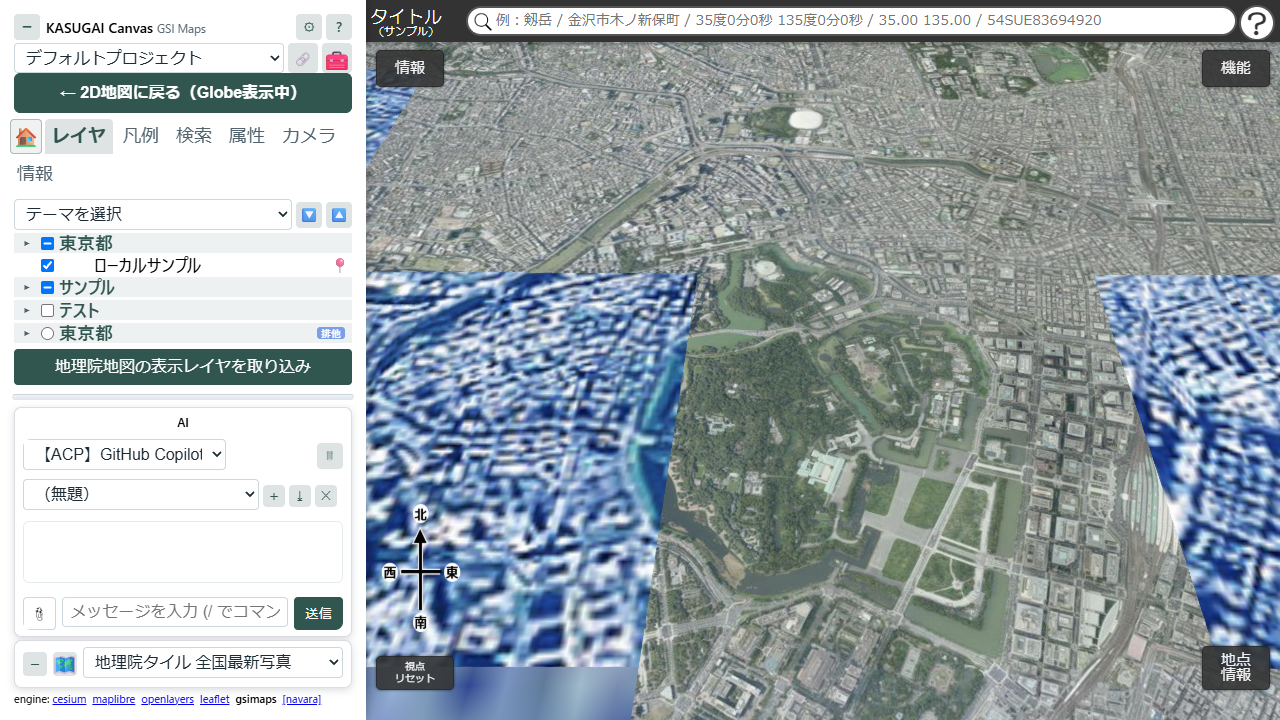 − KASUGAI Canvas GSI Maps ⚙ ?
デフォルトプロジェクト
← 2D地図に戻る（Globe表示中）
レイヤ 凡例 検索 属性 カメラ
情報
テーマを選択
東京都
ローカルサンプル
サンプル
テスト
東京都 排他
地理院地図の表示レイヤを取り込み
AI
【ACP】GitHub Copilot
（無題）
メッセージを入力 (/ でコマン
送信
地理院タイル 全国最新写真
engine: cesium maplibre openlayers leaflet gsimaps [navara]
タイトル
（サンプル）
例：剱岳 / 金沢市木ノ新保町 / 35度0分0秒 135度0分0秒 / 35.00 135.00 / 54SUE83694920
?
情報
機能
北
西 東
南
視点
リセット
地点
情報